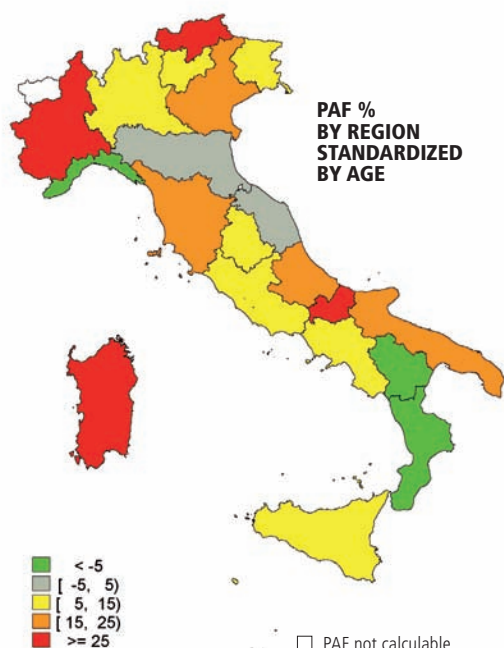 PAF %
BY REGION
STANDARDIZED
BY AGE
< -5
[ -5, 5)
[ 5, 15)
[ 15, 25)
>= 25
PAF not calculable